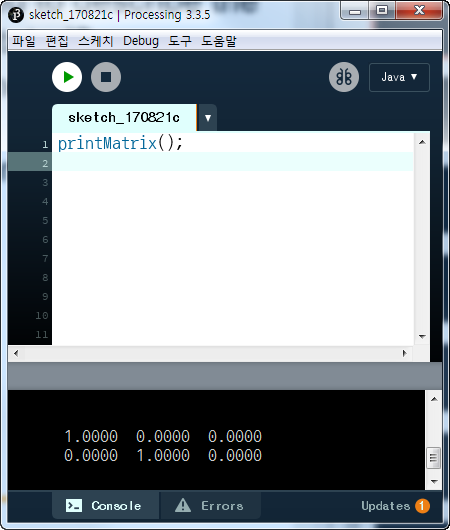 sketch_170821c | Processing 3.3.5
파일 편집 스케치 Debug 도구 도움말
Java ▼
sketch_170821c ▼
1 printMatrix();
2
3
4
5
6
7
8
9
10
11
1.0000 0.0000 0.0000
0.0000 1.0000 0.0000
Console Errors Updates 1